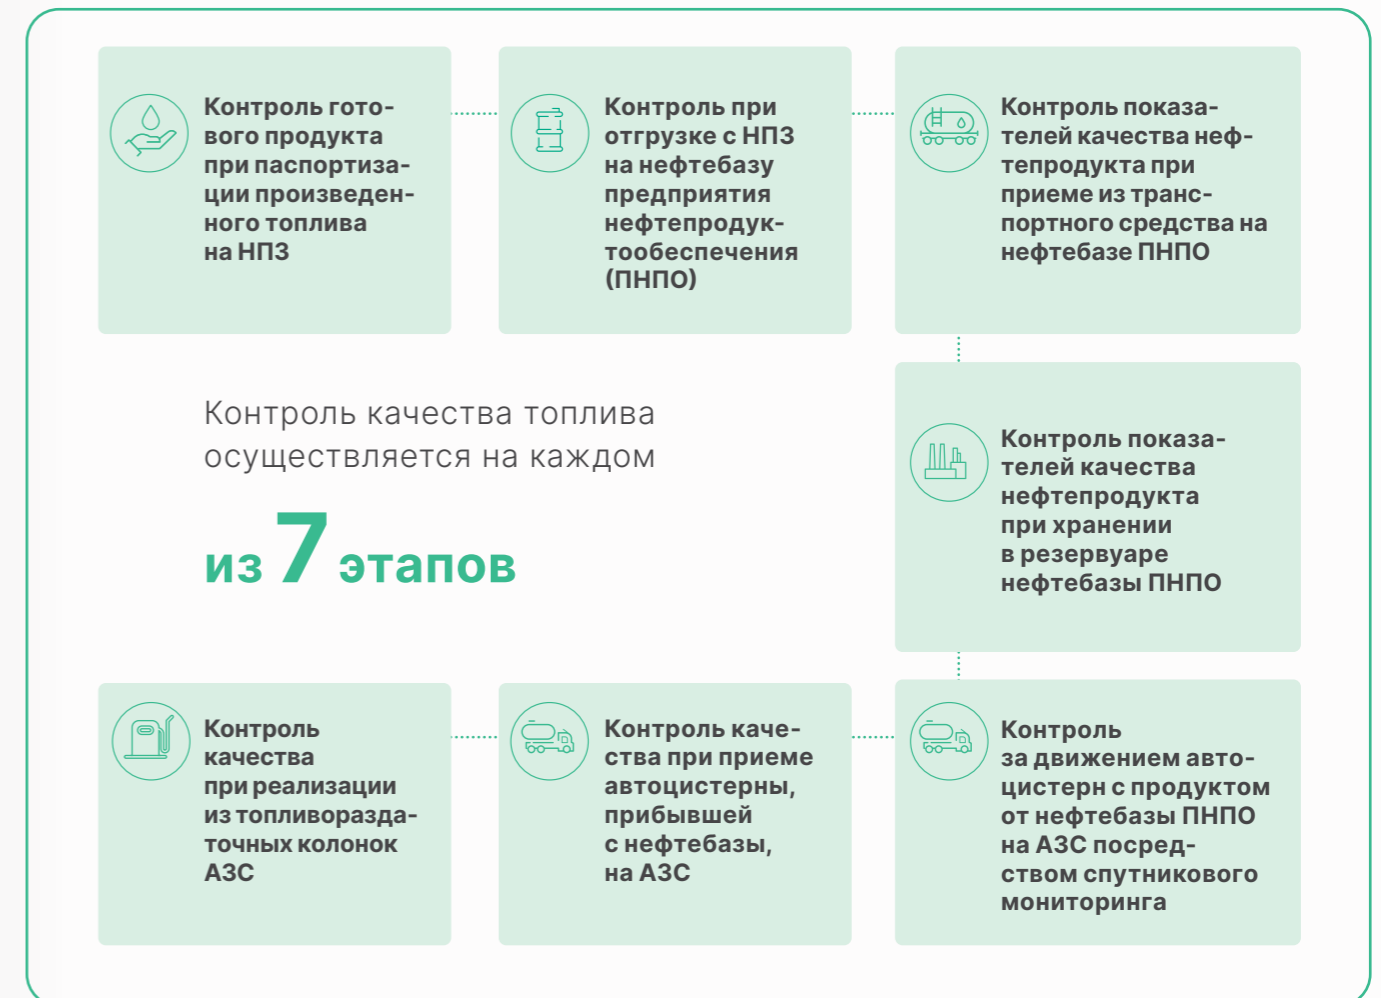 Контроль гото-
вого продукта
при паспортиза-
ции произведен-
ного топлива
на НПЗ
Контроль при
отгрузке с НПЗ
на нефтебазу
предприятия
нефтепродук-
тообеспечения
(ПНПО)
Контроль показа-
телей качества неф-
тепродукта при
приеме из транс-
портного средства на
нефтебазе ПНПО
Контроль качества топлива
осуществляется на каждом
из 7 этапов
Контроль показа-
телей качества
нефтепродукта
при хранении
в резервуаре
нефтебазы ПНПО
Контроль
за движением авто-
цистерн с продуктом
от нефтебазы ПНПО
на АЗС посред-
ством спутникового
мониторинга
Контроль каче-
ства при приеме
автоцистерны,
прибывшей
с нефтебазы,
на АЗС
Контроль
качества
при реализации
из топливоразда-
точных колонок
АЗС